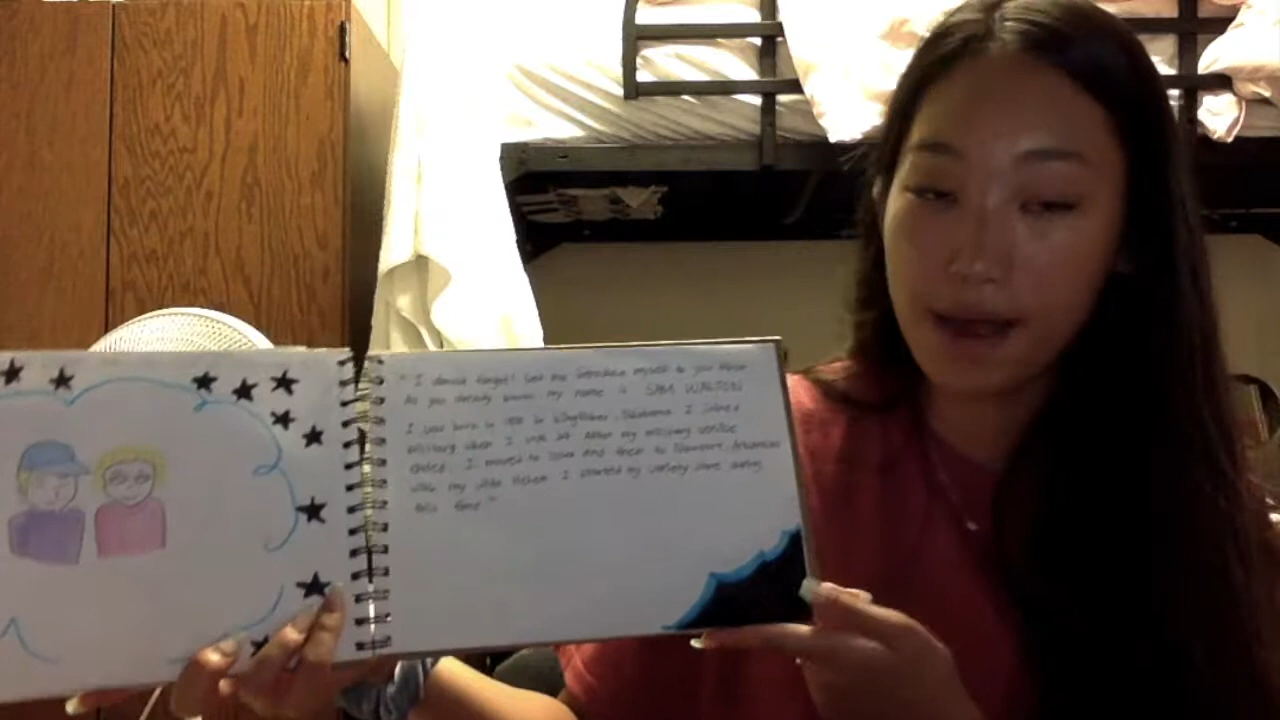 " I almost forgot! Let me introduce myself to you
As you already know my name is SAM WALTON
I was born in in Kingfisher, Oklahoma. I joined
military when I was 24. After my military service
ended, I moved to Iowa and then to Newport, Arkansas
with my wife Helen. I started my variety store during
this time "